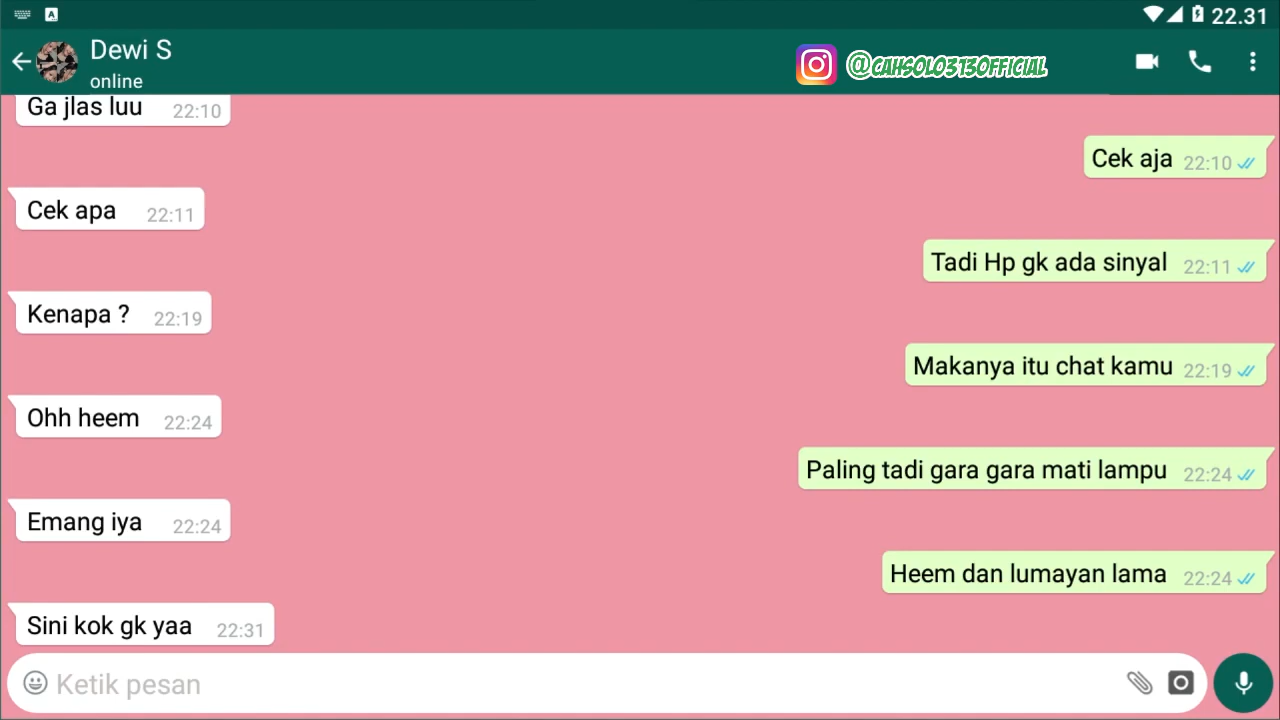 22.31
Dewi S
online
@CAHSOLO313OFFICIAL
Ga jlas luu 22:10
Cek aja 22:10
Cek apa 22:11
Tadi Hp gk ada sinyal 22:11
Kenapa ? 22:19
Makanya itu chat kamu 22:19
Ohh heem 22:24
Paling tadi gara gara mati lampu 22:24
Emang iya 22:24
Heem dan lumayan lama 22:24
Sini kok gk yaa 22:31
Ketik pesan